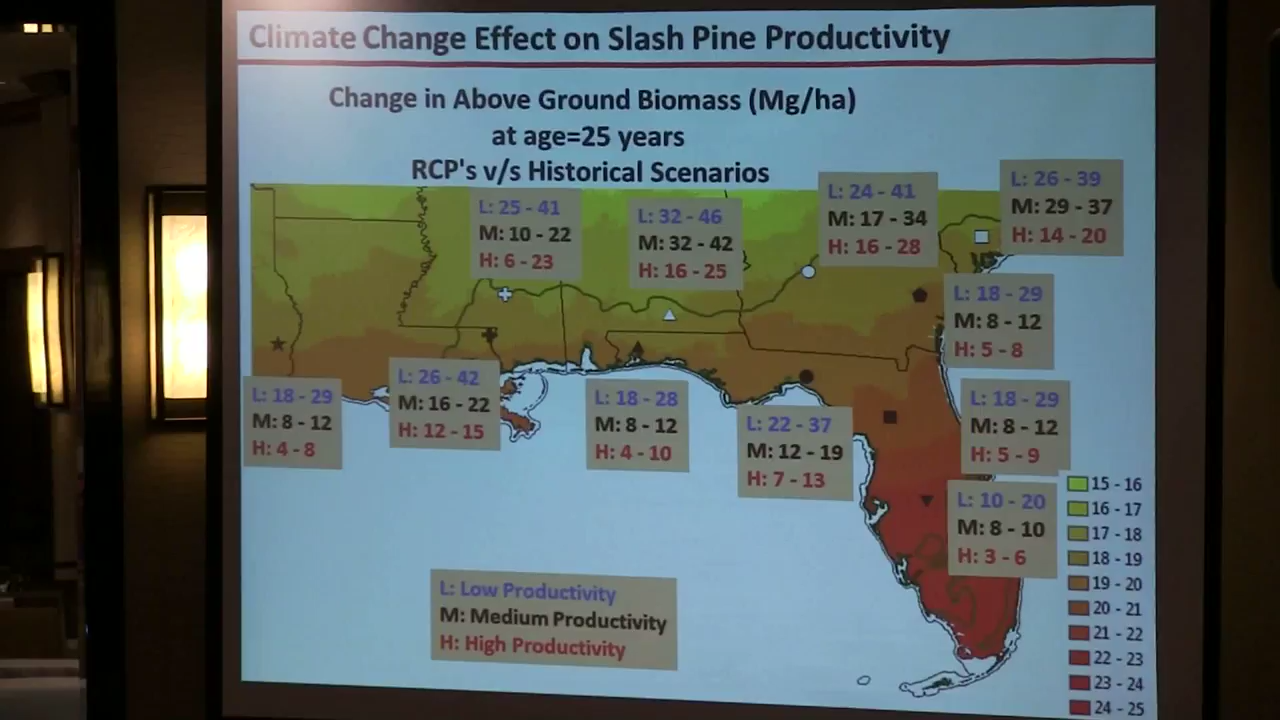 Climate Change Effect on Slash Pine Productivity
Change in Above Ground Biomass (Mg/ha)
at age=25 years
RCP's v/s Historical Scenarios
L: 25 - 41
M: 10 - 22
H: 6 - 23
L: 32 - 46
M: 32 - 42
H: 16 - 25
L: 24 - 41
M: 17 - 34
H: 16 - 28
L: 26 - 39
M: 29 - 37
H: 14 - 20
L: 18 - 29
M: 8 - 12
H: 5 - 8
L: 18 - 29
M: 8 - 12
H: 4 - 8
L: 26 - 42
M: 16 - 22
H: 12 - 15
L: 18 - 28
M: 8 - 12
H: 4 - 10
L: 22 - 37
M: 12 - 19
H: 7 - 13
L: 18 - 29
M: 8 - 12
H: 5 - 9
L: 10 - 20
M: 8 - 10
H: 3 - 6
L: Low Productivity
M: Medium Productivity
H: High Productivity
15 - 16
16 - 17
17 - 18
18 - 19
19 - 20
20 - 21
21 - 22
22 - 23
23 - 24
24 - 25